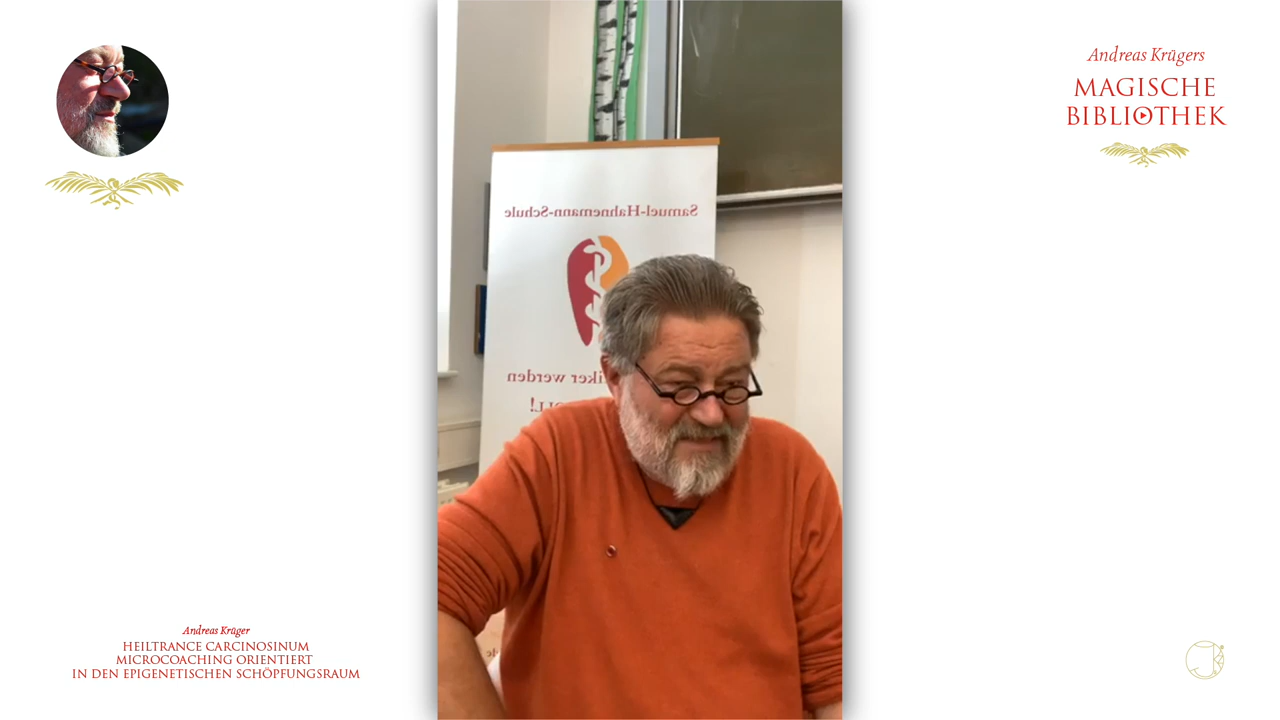 Andreas Krügers
MAGISCHE
BIBLIOTHEK
Samuel-Hahnemann-Schule
iker werden
LL!
Andreas Krüger
HEILTRANCE CARCINOSINUM
MICROCOACHING ORIENTIERT
IN DEN EPIGENETISCHEN SCHÖPFUNGSRAUM